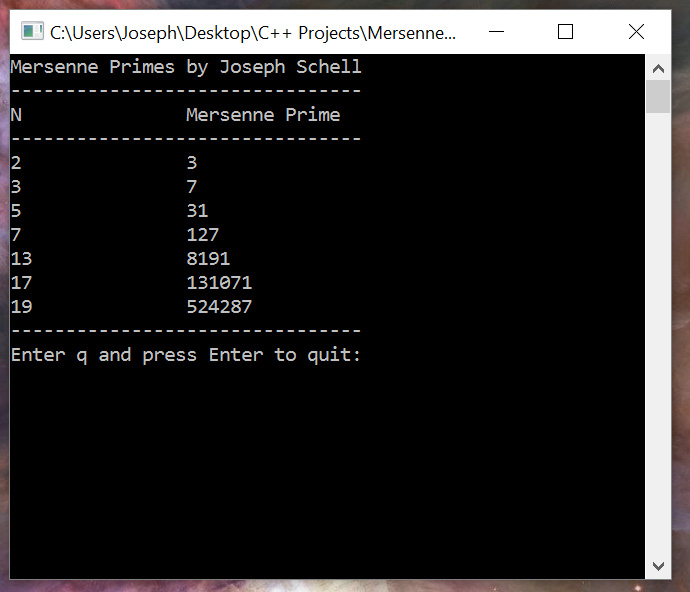 C:\Users\Joseph\Desktop\C++ Projects\Mersenne...
Mersenne Primes by Joseph Schell
--------------------------------
N Mersenne Prime
--------------------------------
2 3
3 7
5 31
7 127
13 8191
17 131071
19 524287
--------------------------------
Enter q and press Enter to quit: